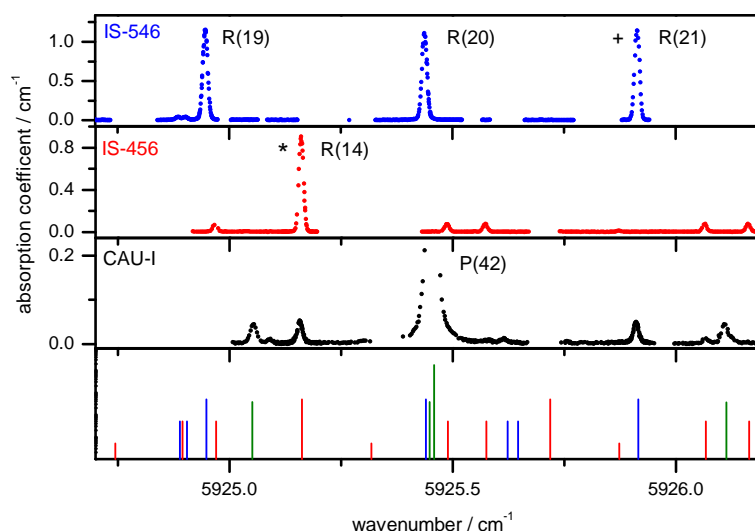 IS-546
R(19)
R(20)
+
R(21)
1.0
0.5
0.0
IS-456
*
R(14)
0.8
0.4
0.0
CAU-I
P(42)
0.2
0.0
absorption coefficent / cm⁻¹
5925.0
5925.5
5926.0
wavenumber / cm⁻¹